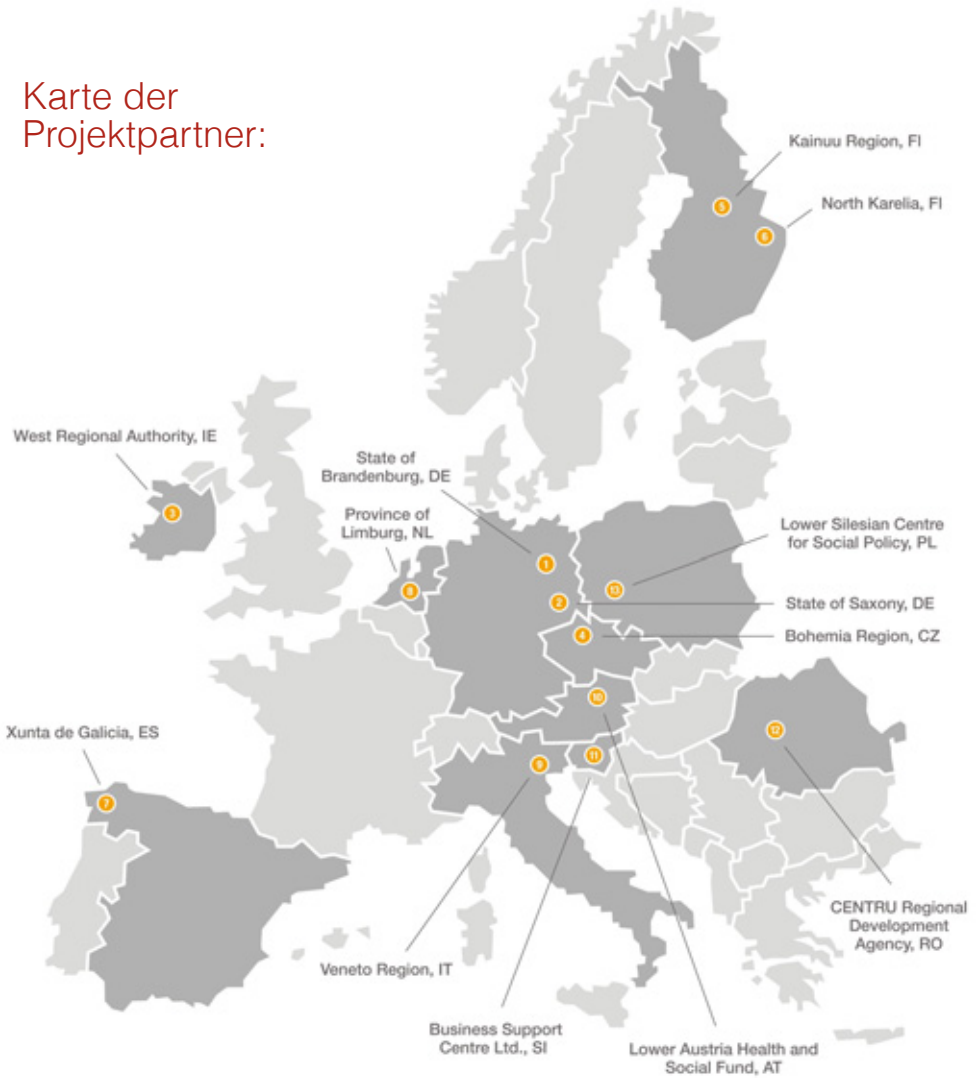 Karte der
Projektpartner:
Kainuu Region, FI
5
North Karelia, FI
6
West Regional Authority, IE
3
State of
Brandenburg, DE
1
Province of
Limburg, NL
8
Lower Silesian Centre
for Social Policy, PL
13
2
State of Saxony, DE
4
Bohemia Region, CZ
10
Xunta de Galicia, ES
7
12
11
9
CENTRU Regional
Development
Agency, RO
Veneto Region, IT
Business Support
Centre Ltd., SI
Lower Austria Health and
Social Fund, AT